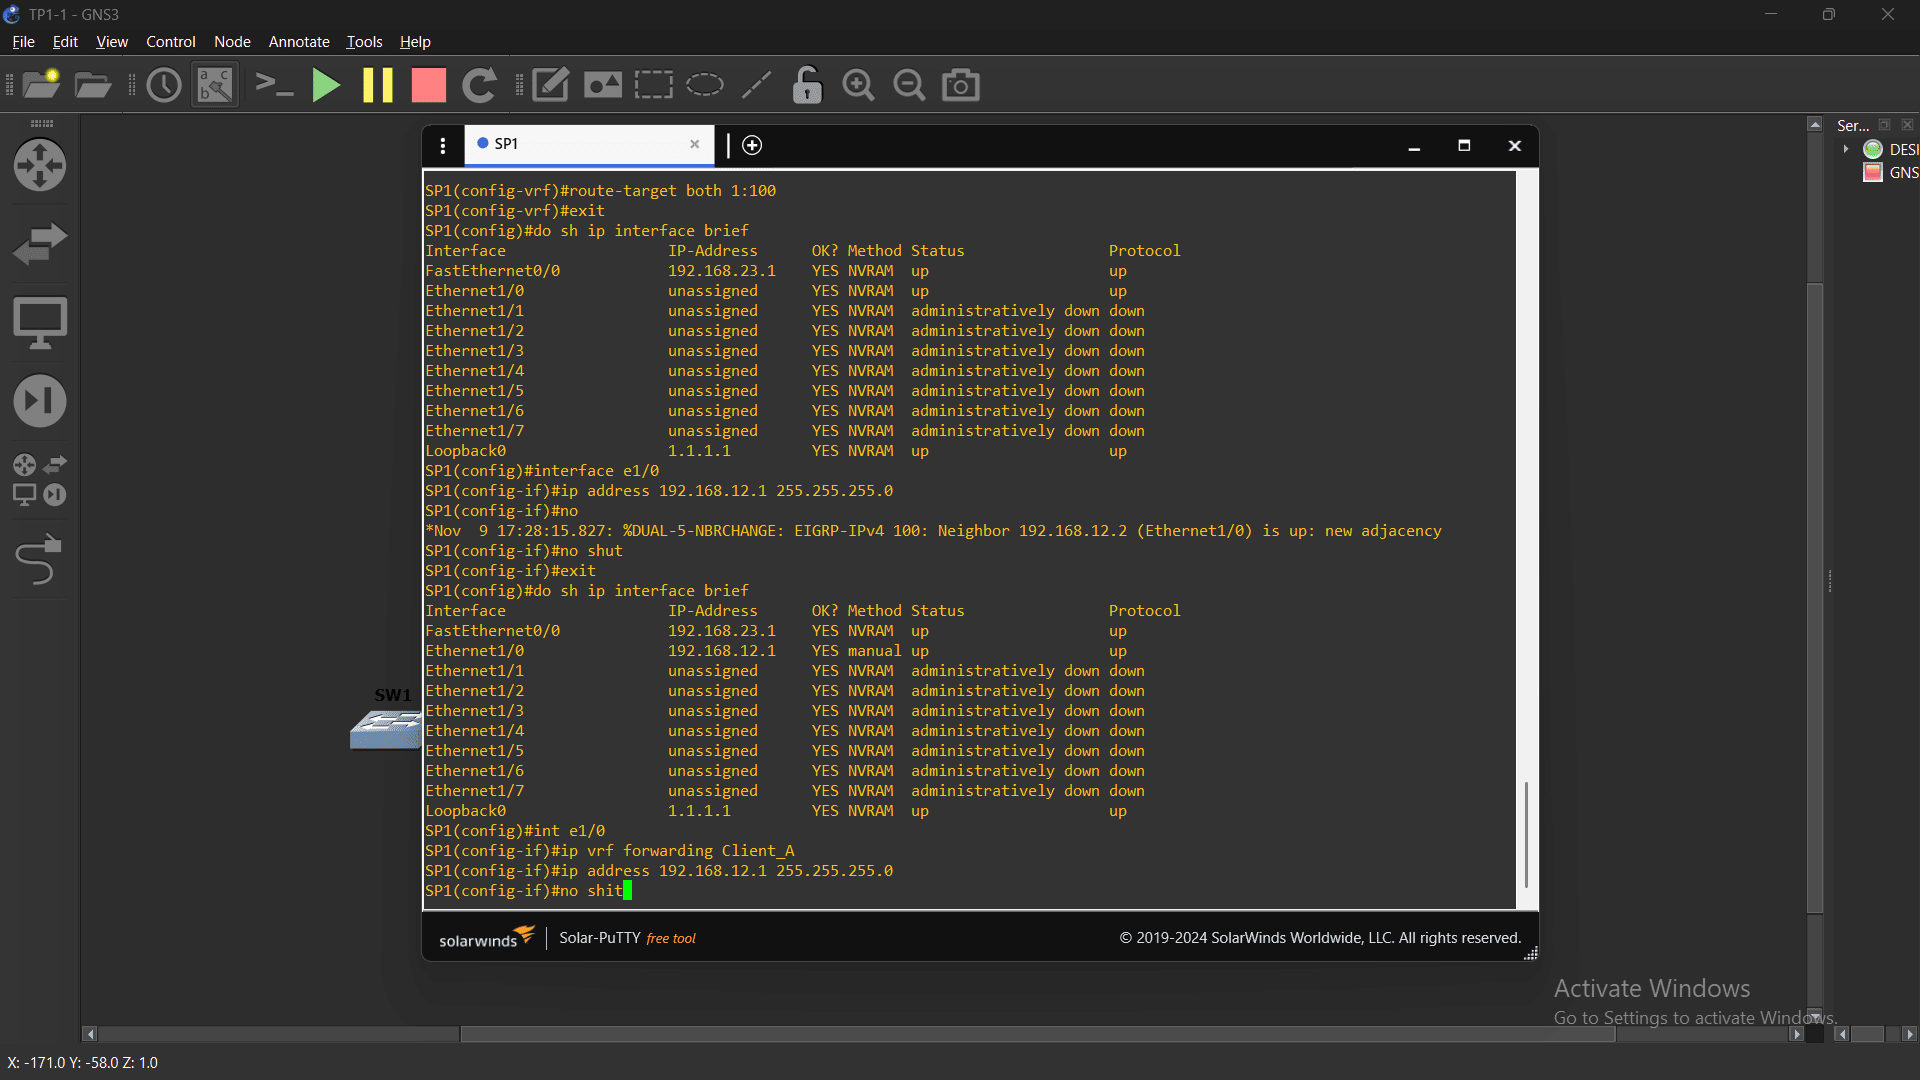 TP1-1 - GNS3
File Edit View Control Node Annotate Tools Help
a c
b
SP1
Ser...
DESI
GNS
SP1(config-vrf)#route-target both 1:100
SP1(config-vrf)#exit
SP1(config)#do sh ip interface brief
Interface IP-Address OK? Method Status Protocol
FastEthernet0/0 192.168.23.1 YES NVRAM up up
Ethernet1/0 unassigned YES NVRAM up up
Ethernet1/1 unassigned YES NVRAM administratively down down
Ethernet1/2 unassigned YES NVRAM administratively down down
Ethernet1/3 unassigned YES NVRAM administratively down down
Ethernet1/4 unassigned YES NVRAM administratively down down
Ethernet1/5 unassigned YES NVRAM administratively down down
Ethernet1/6 unassigned YES NVRAM administratively down down
Ethernet1/7 unassigned YES NVRAM administratively down down
Loopback0 1.1.1.1 YES NVRAM up up
SP1(config)#interface e1/0
SP1(config-if)#ip address 192.168.12.1 255.255.255.0
SP1(config-if)#no
*Nov 9 17:28:15.827: %DUAL-5-NBRCHANGE: EIGRP-IPv4 100: Neighbor 192.168.12.2 (Ethernet1/0) is up: new adjacency
SP1(config-if)#no shut
SP1(config-if)#exit
SP1(config)#do sh ip interface brief
Interface IP-Address OK? Method Status Protocol
FastEthernet0/0 192.168.23.1 YES NVRAM up up
Ethernet1/0 192.168.12.1 YES manual up up
Ethernet1/1 unassigned YES NVRAM administratively down down
Ethernet1/2 unassigned YES NVRAM administratively down down
Ethernet1/3 unassigned YES NVRAM administratively down down
Ethernet1/4 unassigned YES NVRAM administratively down down
Ethernet1/5 unassigned YES NVRAM administratively down down
Ethernet1/6 unassigned YES NVRAM administratively down down
Ethernet1/7 unassigned YES NVRAM administratively down down
Loopback0 1.1.1.1 YES NVRAM up up
SP1(config)#int e1/0
SP1(config-if)#ip vrf forwarding Client_A
SP1(config-if)#ip address 192.168.12.1 255.255.255.0
SP1(config-if)#no shit
SW1
solarwinds Solar-PuTTY free tool © 2019-2024 SolarWinds Worldwide, LLC. All rights reserved.
Activate Windows
Go to Settings to activate Windows.
X: -171.0 Y: -58.0 Z: 1.0